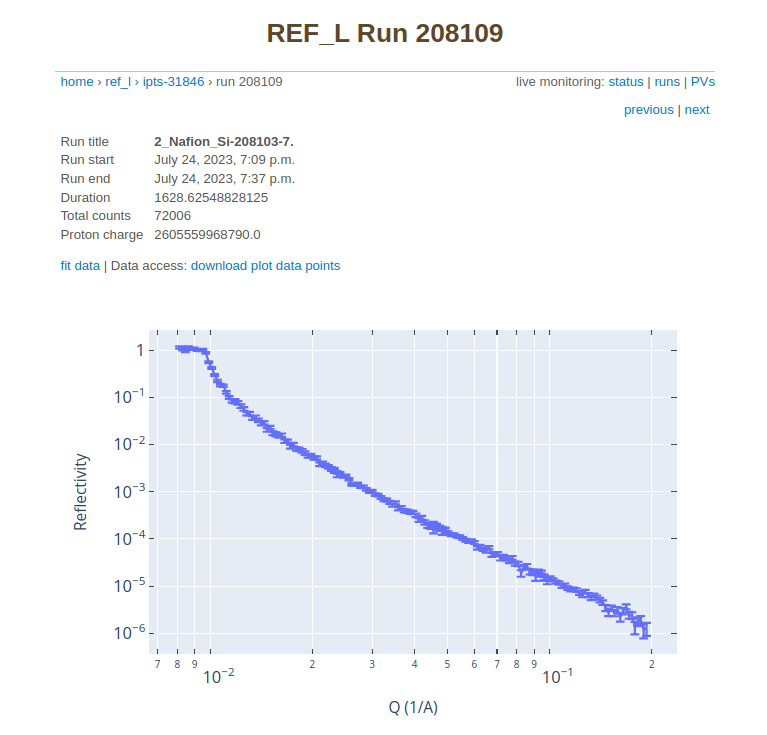 REF_L Run 208109
home › ref_l › ipts-31846 › run 208109
live monitoring: status | runs | PVs
previous | next
Run title 2_Nafion_Si-208103-7.
Run start July 24, 2023, 7:09 p.m.
Run end July 24, 2023, 7:37 p.m.
Duration 1628.62548828125
Total counts 72006
Proton charge 2605559968790.0
fit data | Data access: download plot data points
1
10⁻¹
10⁻²
10⁻³
10⁻⁴
10⁻⁵
10⁻⁶
Reflectivity
7 8 9 2 3 4 5 6 7 8 9 2
10⁻² 10⁻¹
Q (1/A)